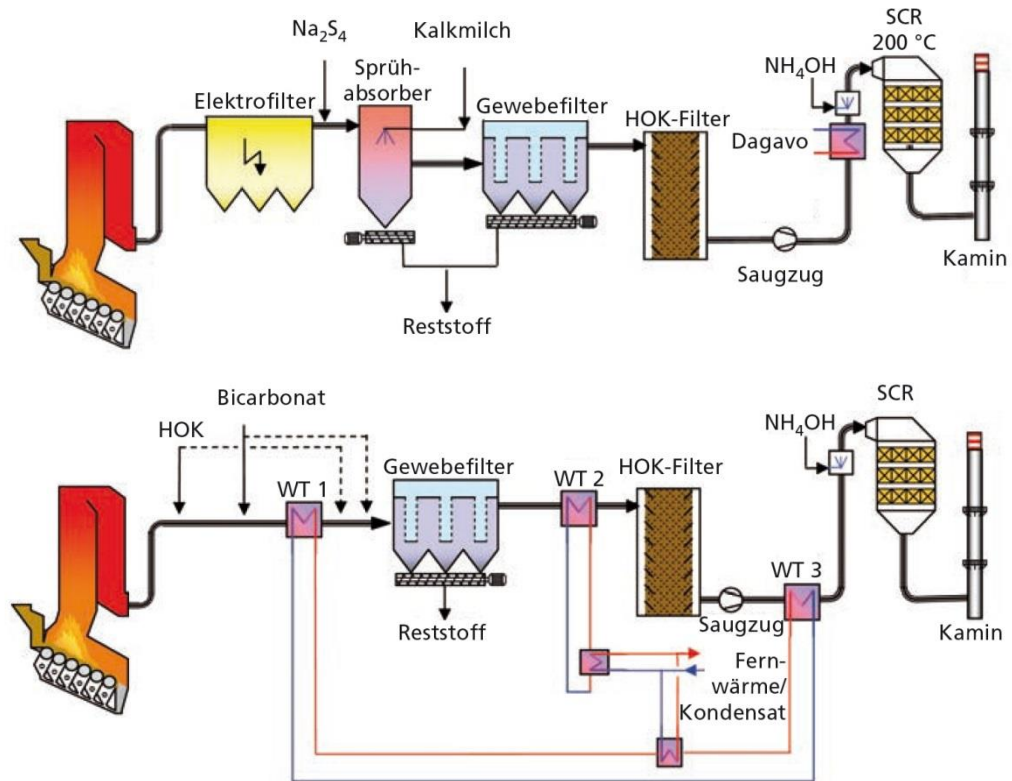 Na₂S₄
Kalkmilch
SCR
200 °C
Sprüh-
absorber
NH₄OH
Elektrofilter
Gewebefilter
HOK-Filter
Dagavo
Saugzug
Kamin
Reststoff
Bicarbonat
SCR
HOK
NH₄OH
Gewebefilter
HOK-Filter
WT 1
WT 2
WT 3
Saugzug
Reststoff
Kamin
Fern-
wärme/
Kondensat